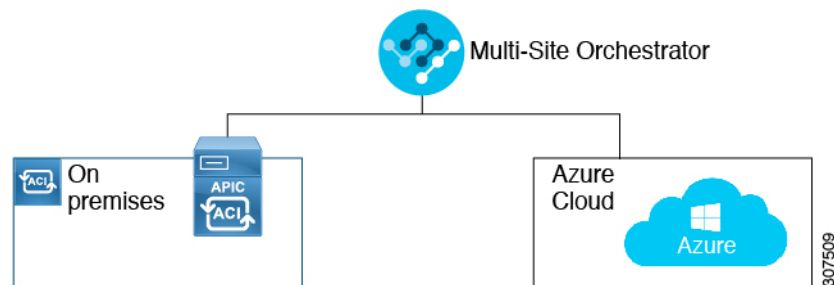 Multi-Site Orchestrator
ACI
On
premises
APIC
ACI
Azure
Cloud
Azure
307509